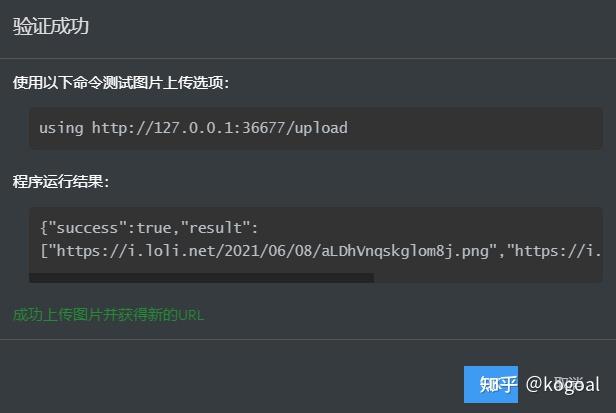 验证成功
使用以下命令测试图片上传选项：
using http://127.0.0.1:36677/upload
程序运行结果：
{"success":true,"result":
["https://i.loli.net/2021/06/08/aLDhVnqskglom8j.png","https://i.
成功上传图片并获得新的URL
知乎 @kogoal